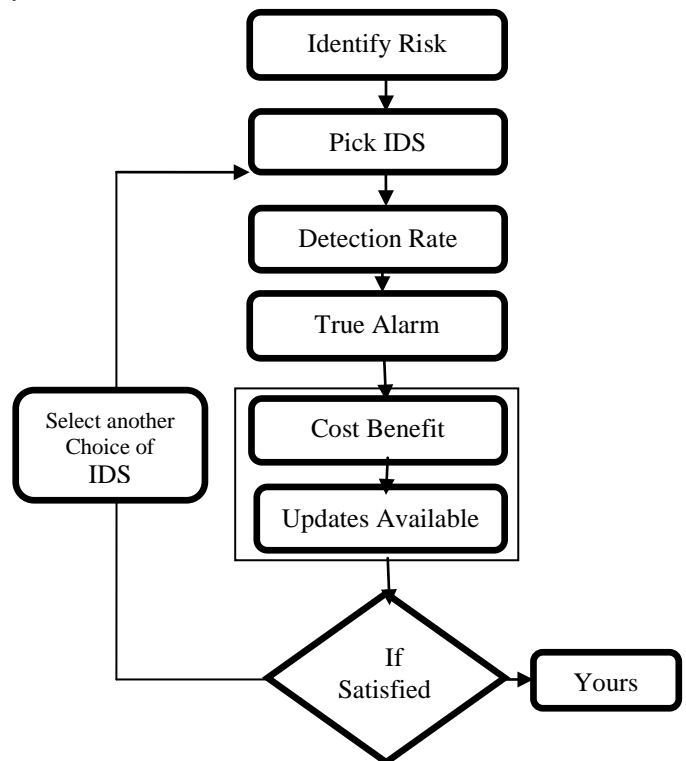 Identify Risk
Pick IDS
Detection Rate
True Alarm
Select another
Choice of
IDS
Cost Benefit
Updates Available
If
Satisfied
Yours